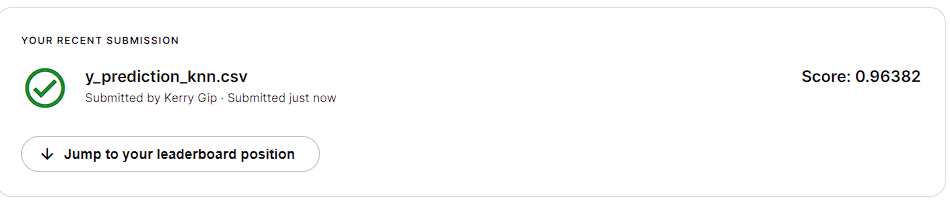 YOUR RECENT SUBMISSION
y_prediction_knn.csv
Score: 0.96382
Submitted by Kerry Gip · Submitted just now
Jump to your leaderboard position